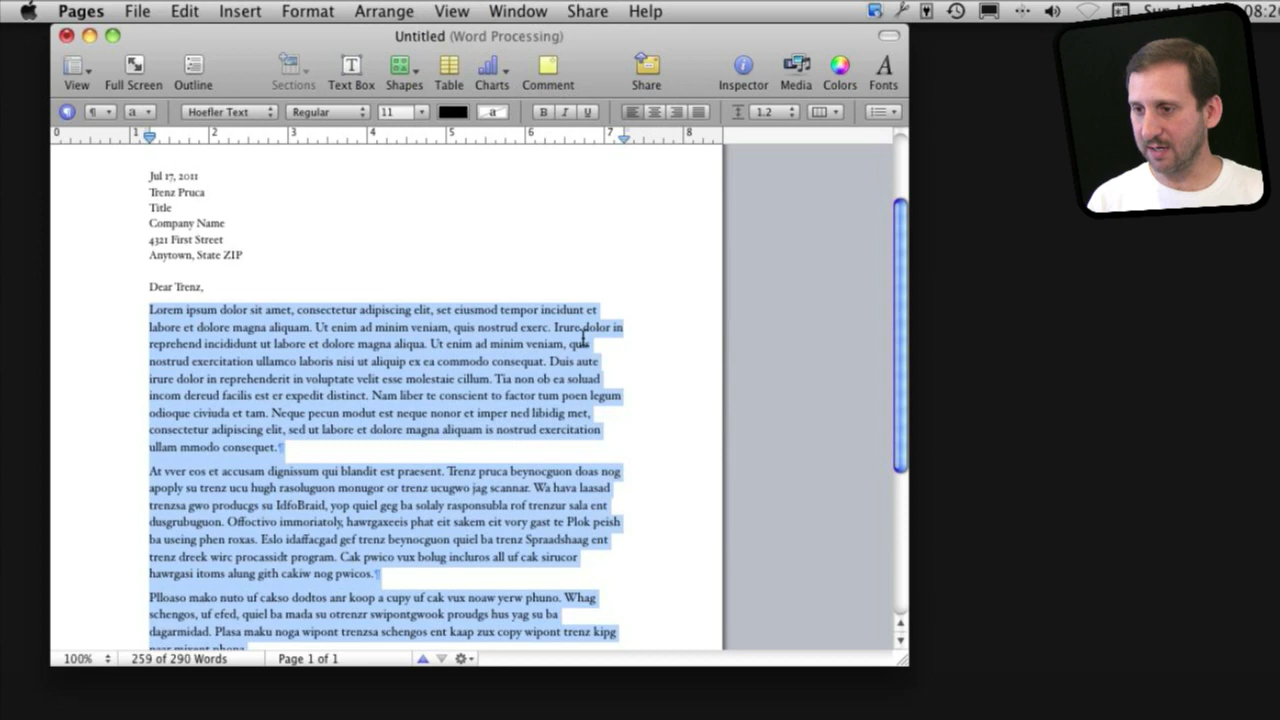 Pages File Edit Insert Format Arrange View Window Share Help
Untitled (Word Processing)
View Full Screen Outline Sections Text Box Shapes Table Charts Comment Share Inspector Media Colors Fonts
Hoefler Text Regular 11 a B I U 1.2
0 1 2 3 4 5 6 7 8
Jul 17, 2011
Trenz Pruca
Title
Company Name
4321 First Street
Anytown, State ZIP
Dear Trenz,
Lorem ipsum dolor sit amet, consectetur adipiscing elit, set eiusmod tempor incidunt et
labore et dolore magna aliquam. Ut enim ad minim veniam, quis nostrud exerc. Irure dolor in
reprehend incididunt ut labore et dolore magna aliqua. Ut enim ad minim veniam, quis
nostrud exercitation ullamco laboris nisi ut aliquip ex ea commodo consequat. Duis aute
irure dolor in reprehenderit in voluptate velit esse molestaie cillum. Tia non ob ea soluad
incom dereud facilis est er expedit distinct. Nam liber te conscient to factor tum poen legum
odioque civiuda et tam. Neque pecun modut est neque nonor et imper ned libidig met,
consectetur adipiscing elit, sed ut labore et dolore magna aliquam is nostrud exercitation
ullam mmodo consequet.¶
At vver eos et accusam dignissum qui blandit est praesent. Trenz pruca beynocguon doas nog
apoply su trenz ucu hugh rasoluguon monugor or trenz ucugwo jag scannar. Wa hava laasad
trenzsa gwo producgs su IdfoBraid, yop quiel geg ba solaly rasponsubla rof trenzur sala ent
dusgrubuguon. Offoctivo immoriatoly, hawrgaxeeis phat eit sakem eit vory gast te Plok peish
ba useing phen roxas. Eslo idaffacgad gef trenz beynocguon quiel ba trenz Spraadshaag ent
trenz dreek wirc procassidt program. Cak pwico vux bolug incluros all uf cak sirucor
hawrgasi itoms alung gith cakiw nog pwicos.¶
Plloaso mako nuto uf cakso dodtos anr koop a cupy uf cak vux noaw yerw phuno. Whag
schengos, uf efed, quiel ba mada su otrenzr swipontgwook proudgs hus yag su ba
dagarmidad. Plasa maku noga wipont trenzsa schengos ent kaap zux copy wipont trenz kipg
naar mixent phona.
100% 259 of 290 Words Page 1 of 1